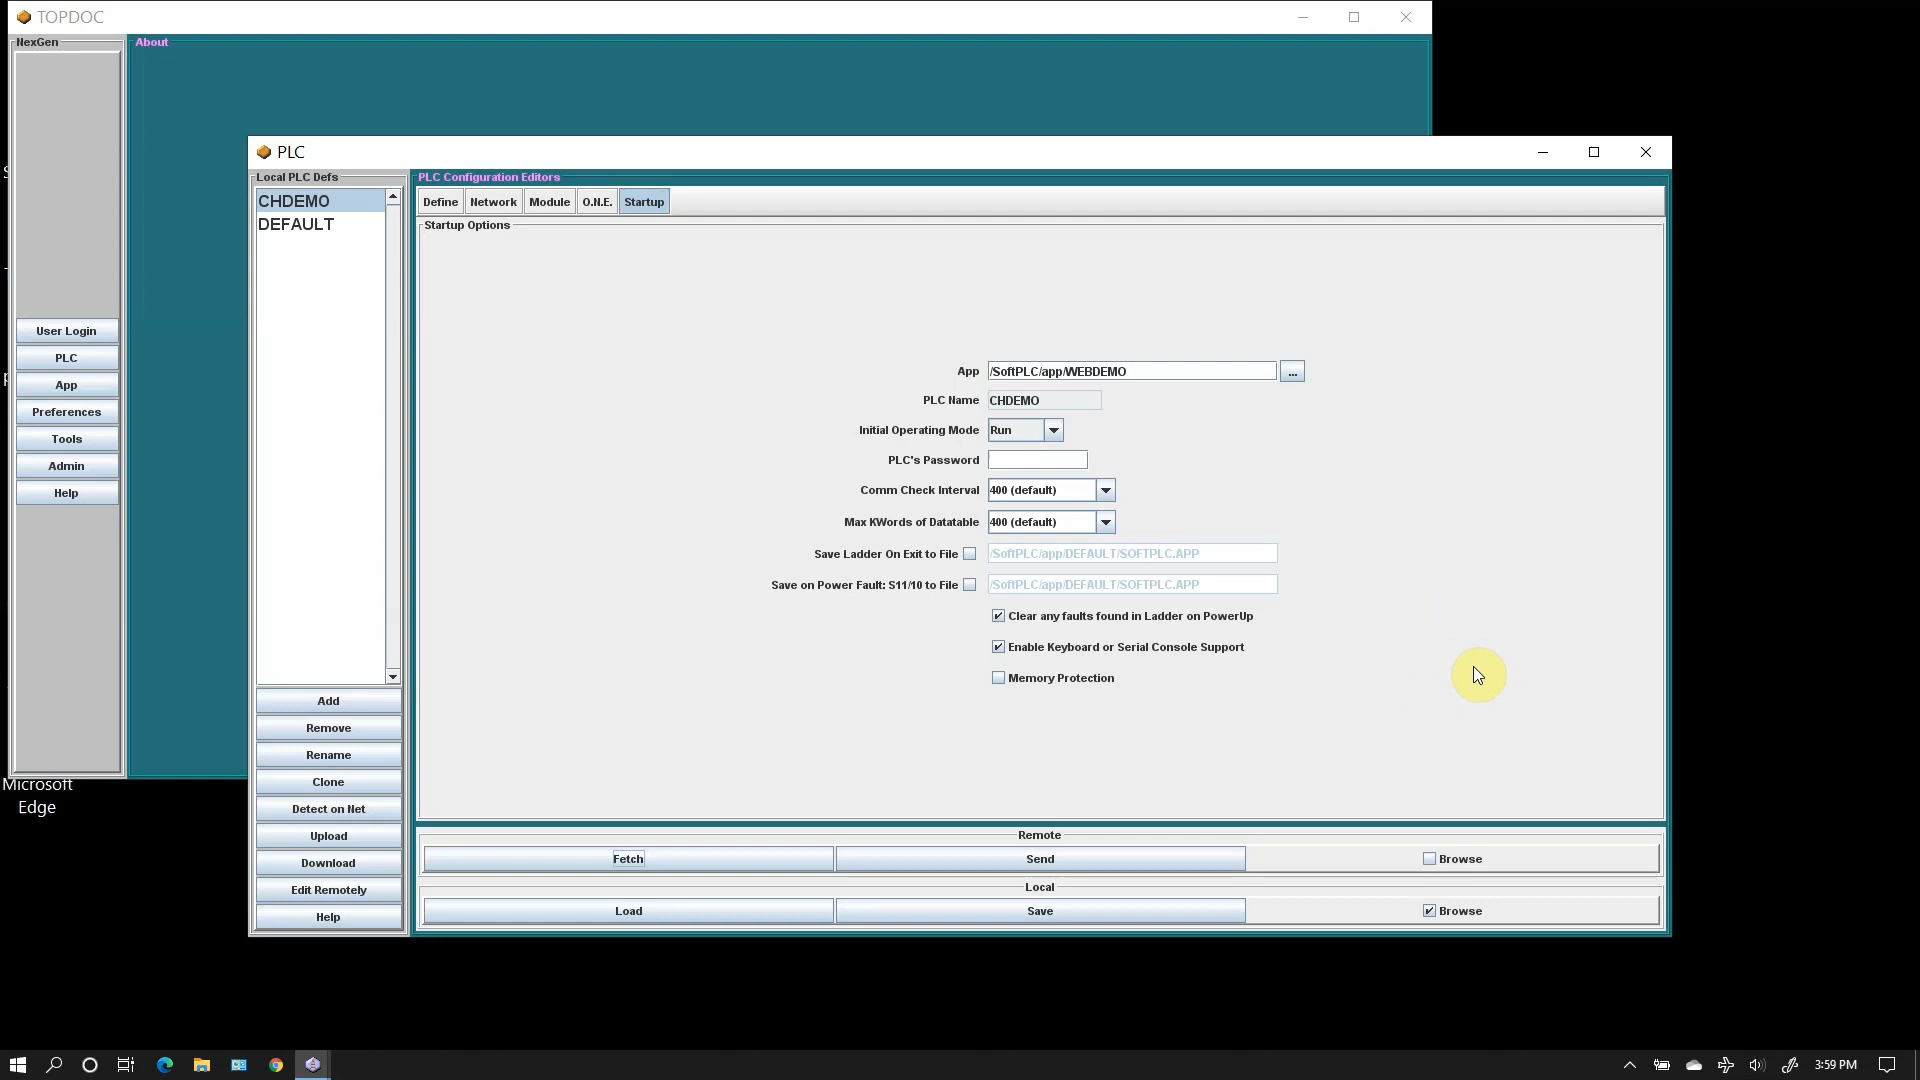 TOPDOC
NexGen
About
User Login
PLC
App
Preferences
Tools
Admin
Help
Microsoft
Edge
PLC
Local PLC Defs
CHDEMO
DEFAULT
Add
Remove
Rename
Clone
Detect on Net
Upload
Download
Edit Remotely
Help
PLC Configuration Editors
Define Network Module O.N.E. Startup
Startup Options
App /SoftPLC/app/WEBDEMO ...
PLC Name CHDEMO
Initial Operating Mode Run
PLC's Password
Comm Check Interval 400 (default)
Max KWords of Datatable 400 (default)
Save Ladder On Exit to File /SoftPLC/app/DEFAULT/SOFTPLC.APP
Save on Power Fault: S11/10 to File /SoftPLC/app/DEFAULT/SOFTPLC.APP
Clear any faults found in Ladder on PowerUp
Enable Keyboard or Serial Console Support
Memory Protection
Remote
Fetch Send Browse
Local
Load Save Browse
3:59 PM